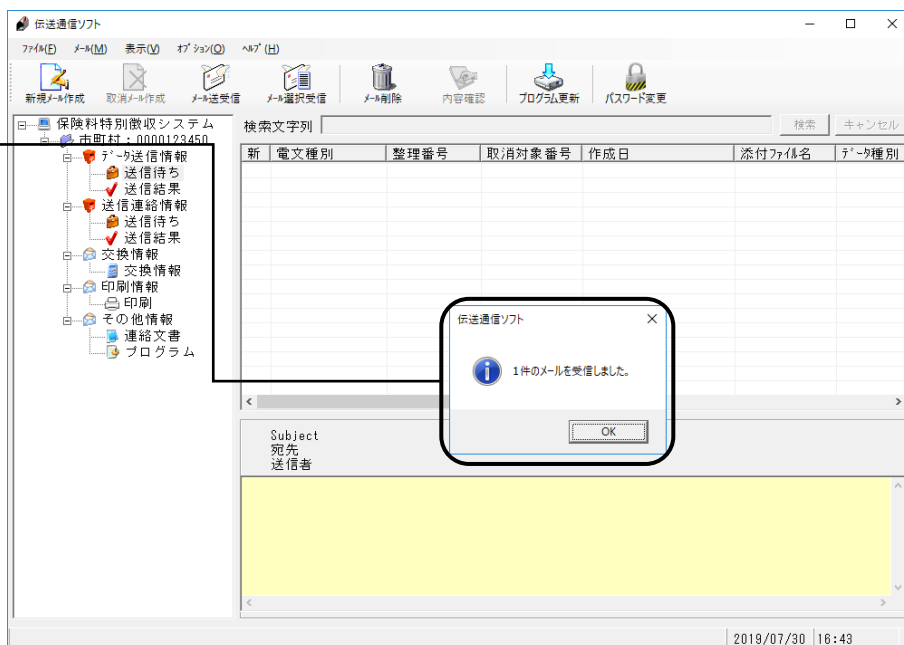 伝送通信ソフト
ファイル(F) メール(M) 表示(V) オプション(O) ヘルプ(H)
新規メール作成 取消メール作成 メール送受信 メール選択受信 メール削除 内容確認 プログラム更新 パスワード変更
保険料特別徴収システム
市町村：0000123450
データ送信情報
送信待ち
送信結果
送信連絡情報
送信待ち
送信結果
交換情報
交換情報
印刷情報
印刷
その他情報
連絡文書
プログラム
検索文字列 検索 キャンセル
新 電文種別 整理番号 取消対象番号 作成日 添付ファイル名 データ種別
伝送通信ソフト
1件のメールを受信しました。
OK
Subject
宛先
送信者
2019/07/30 16:43